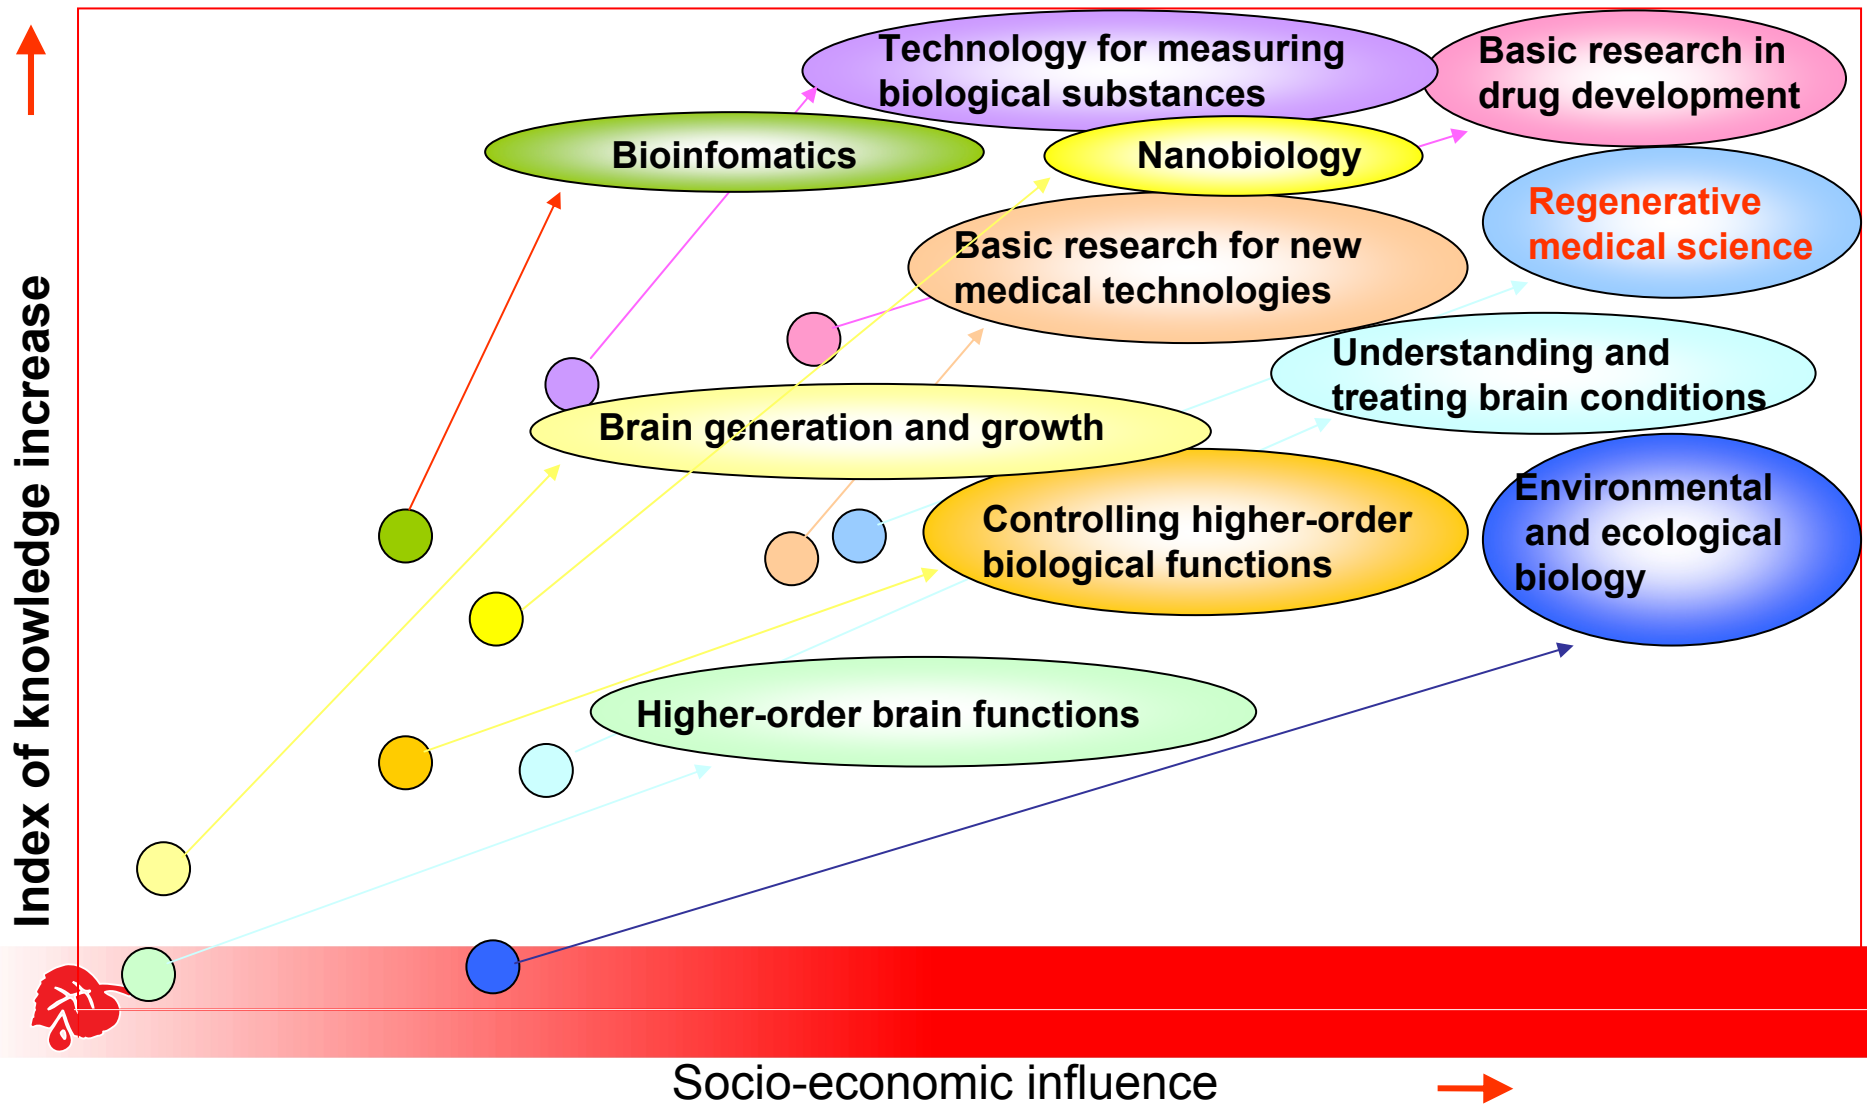 Technology for measuring
biological substances
Basic research in
drug development
Bioinfomatics
Nanobiology
Regenerative
medical science
Basic research for new
medical technologies
Understanding and
treating brain conditions
Brain generation and growth
Controlling higher-order
biological functions
Environmental
and ecological
biology
Higher-order brain functions
Index of knowledge increase
Socio-economic influence